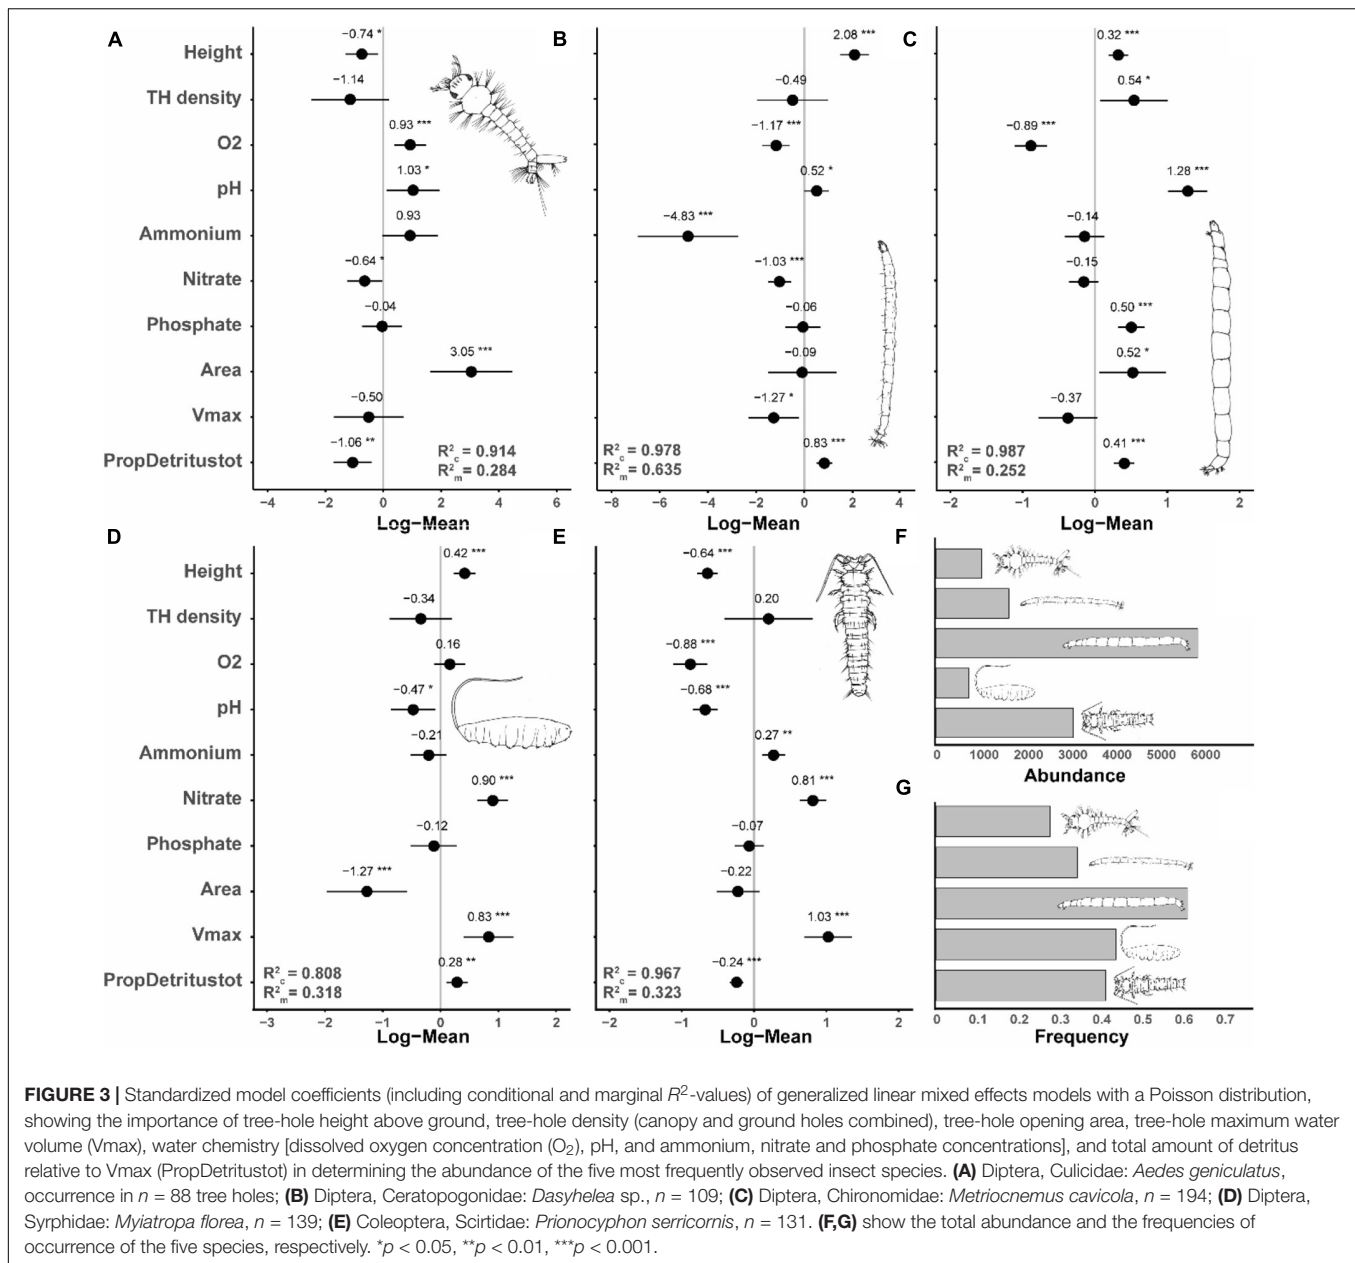 A
B
C
Height
TH density
O2
pH
Ammonium
Nitrate
Phosphate
Area
Vmax
PropDetritustot
−0.74 *
−1.14
0.93 ***
1.03 *
0.93
−0.64 *
−0.04
3.05 ***
−0.50
−1.06 **
R²c = 0.914
R²m = 0.284
−4 −2 0 2 4 6
Log−Mean
2.08 ***
−0.49
−1.17 ***
0.52 *
−4.83 ***
−1.03 ***
−0.06
−0.09
−1.27 *
0.83 ***
R²c = 0.978
R²m = 0.635
−8 −6 −4 −2 0 2 4
Log−Mean
0.32 ***
0.54 *
−0.89 ***
1.28 ***
−0.14
−0.15
0.50 ***
0.52 *
−0.37
0.41 ***
R²c = 0.987
R²m = 0.252
−2 −1 0 1 2
Log−Mean
D
E
F
Height
TH density
O2
pH
Ammonium
Nitrate
Phosphate
Area
Vmax
PropDetritustot
0.42 ***
−0.34
0.16
−0.47 *
−0.21
0.90 ***
−0.12
−1.27 ***
0.83 ***
0.28 **
R²c = 0.808
R²m = 0.318
−3 −2 −1 0 1 2
Log−Mean
−0.64 ***
0.20
−0.88 ***
−0.68 ***
0.27 **
0.81 ***
−0.07
−0.22
1.03 ***
−0.24 ***
R²c = 0.967
R²m = 0.323
−2 −1 0 1 2
Log−Mean
0 1000 2000 3000 4000 5000 6000
Abundance
G
0 0.1 0.2 0.3 0.4 0.5 0.6 0.7
Frequency
FIGURE 3 | Standardized model coefficients (including conditional and marginal R²-values) of generalized linear mixed effects models with a Poisson distribution,
showing the importance of tree-hole height above ground, tree-hole density (canopy and ground holes combined), tree-hole opening area, tree-hole maximum water
volume (Vmax), water chemistry [dissolved oxygen concentration (O₂), pH, and ammonium, nitrate and phosphate concentrations], and total amount of detritus
relative to Vmax (PropDetritustot) in determining the abundance of the five most frequently observed insect species. (A) Diptera, Culicidae: Aedes geniculatus,
occurrence in n = 88 tree holes; (B) Diptera, Ceratopogonidae: Dasyhelea sp., n = 109; (C) Diptera, Chironomidae: Metriocnemus cavicola, n = 194; (D) Diptera,
Syrphidae: Myiatropa florea, n = 139; (E) Coleoptera, Scirtidae: Prionocyphon serricornis, n = 131. (F,G) show the total abundance and the frequencies of
occurrence of the five species, respectively. *p < 0.05, **p < 0.01, ***p < 0.001.